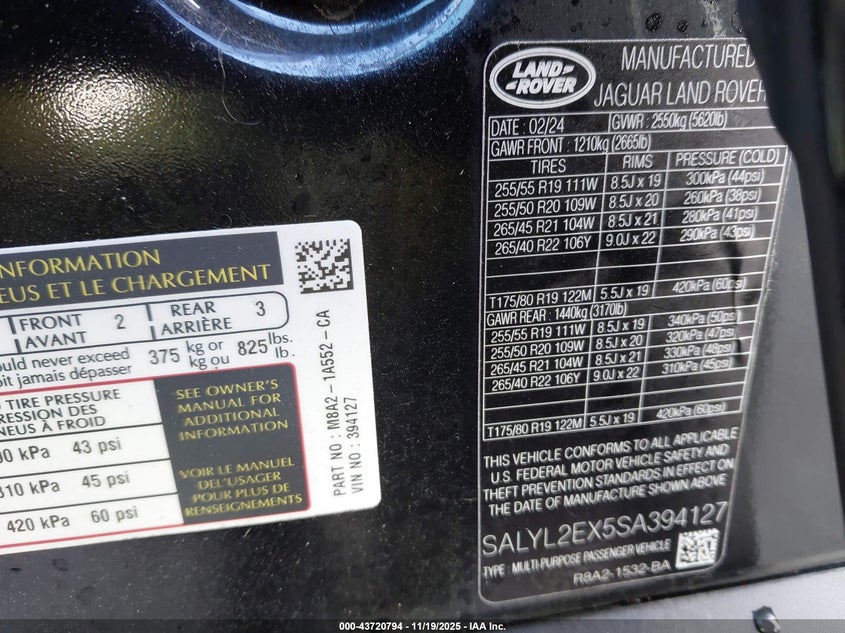 INFORMATION
EUS ET LE CHARGEMENT
FRONT 2 REAR 3
AVANT ARRIÈRE
ould never exceed 375 kg or 825 lbs.
oit jamais dépasser kg ou lb.
TIRE PRESSURE
RESSION DES
NEUS À FROID
90 kPa 43 psi
310 kPa 45 psi
420 kPa 60 psi
SEE OWNER'S
MANUAL FOR
ADDITIONAL
INFORMATION
VOIR LE MANUEL
DEL'USAGER
POUR PLUS DE
RENSEIGNEMENTS
PART NO : M8A2 - 1A552 - CA
VIN NO : 394127
LAND
ROVER
MANUFACTURED
JAGUAR LAND ROVER
DATE : 02/24 GVWR : 2550kg (5620lb)
GAWR FRONT : 1210kg (2665lb)
TIRES RIMS PRESSURE (COLD)
255/55 R19 111W 8.5J x 19 300kPa (44psi)
255/50 R20 109W 8.5J x 20 260kPa (38psi)
265/45 R21 104W 8.5J x 21 280kPa (41psi)
265/40 R22 106Y 9.0J x 22 290kPa (43psi)
T175/80 R19 122M 5.5J x 19 420kPa (60psi)
GAWR REAR : 1440kg (3170lb)
255/55 R19 111W 8.5J x 19 340kPa (50psi)
255/50 R20 109W 8.5J x 20 320kPa (47psi)
265/45 R21 104W 8.5J x 21 330kPa (48psi)
265/40 R22 106Y 9.0J x 22 310kPa (45psi)
T175/80 R19 122M 5.5J x 19 420kPa (60psi)
THIS VEHICLE CONFORMS TO ALL APPLICABLE
U.S. FEDERAL MOTOR VEHICLE SAFETY AND
THEFT PREVENTION STANDARDS IN EFFECT ON
THE DATE OF MANUFACTURE SHOWN ABOVE
SALYL2EX5SA394127
TYPE : MULTI-PURPOSE PASSENGER VEHICLE
R8A2-1532-BA
000-43720794 - 11/19/2025 - IAA Inc.